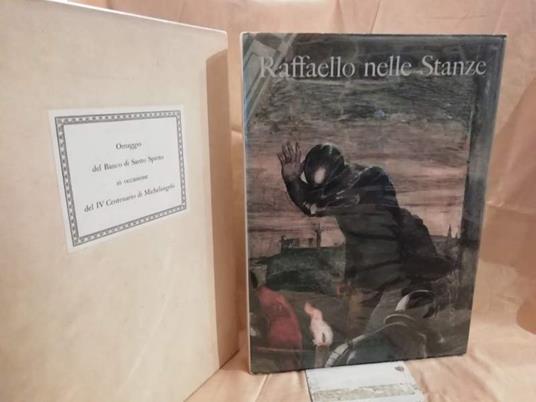 Omaggio
del Banco di Santo Spirito
in occasione
del IV Centenario di Michelangelo
Raffaello nelle Stanze